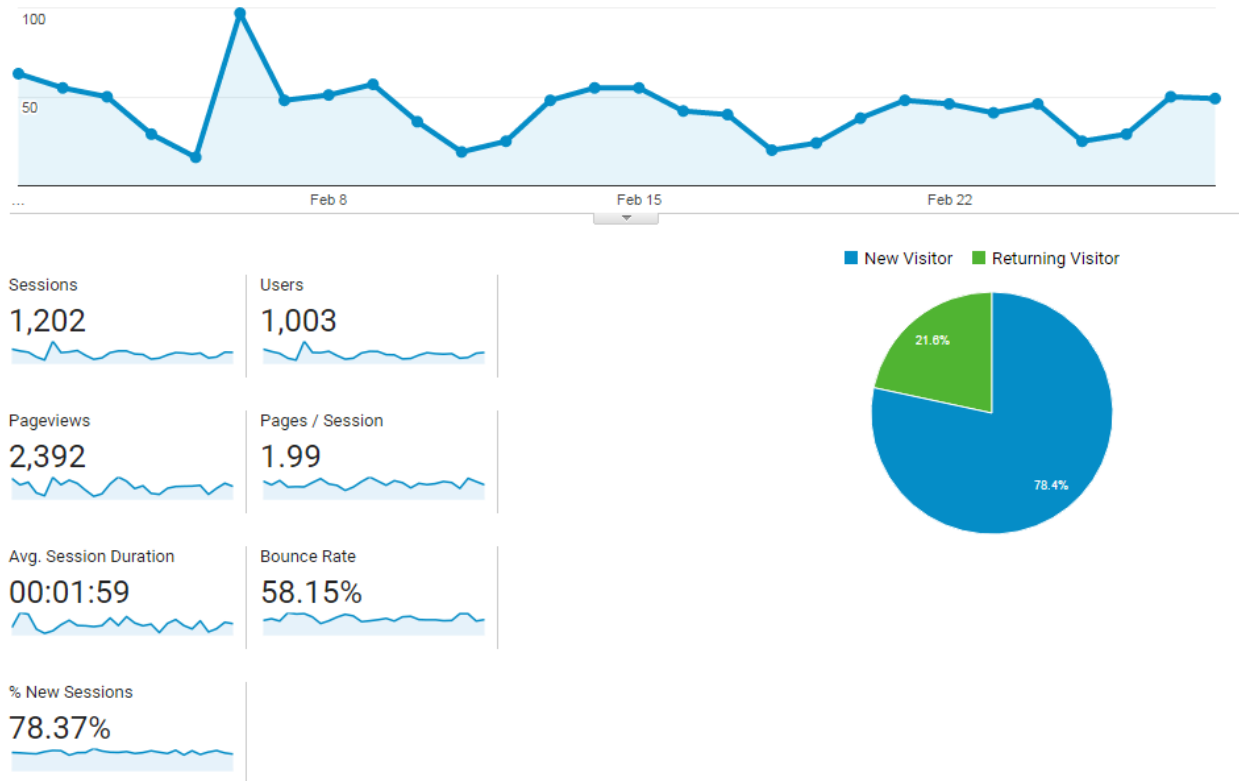 100
50
...
Feb 8
Feb 15
Feb 22
New Visitor
Returning Visitor
Sessions
1,202
Users
1,003
Pageviews
2,392
Pages / Session
1.99
Avg. Session Duration
00:01:59
Bounce Rate
58.15%
% New Sessions
78.37%
21.6%
78.4%